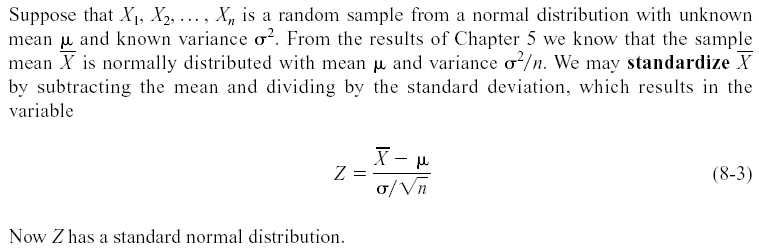 Suppose that X₁, X₂, ... , Xₙ is a random sample from a normal distribution with unknown
mean μ and known variance σ². From the results of Chapter 5 we know that the sample
mean X̅ is normally distributed with mean μ and variance σ²/n. We may standardize X̅
by subtracting the mean and dividing by the standard deviation, which results in the
variable
Z = (X̅ − μ) / (σ/√n) (8-3)
Now Z has a standard normal distribution.